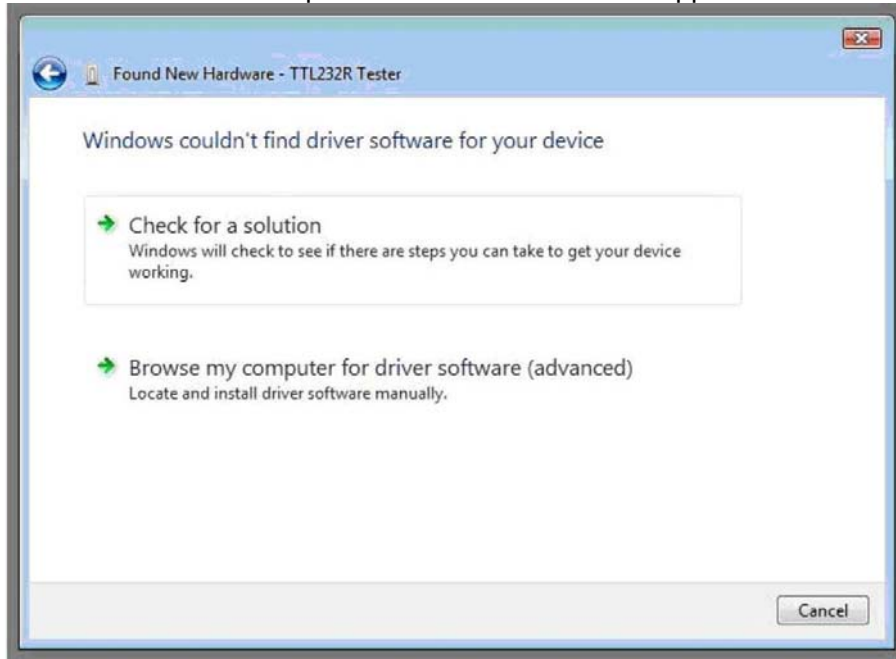 Found New Hardware - TTL232R Tester
Windows couldn't find driver software for your device
Check for a solution
Windows will check to see if there are steps you can take to get your device
working.
Browse my computer for driver software (advanced)
Locate and install driver software manually.
Cancel